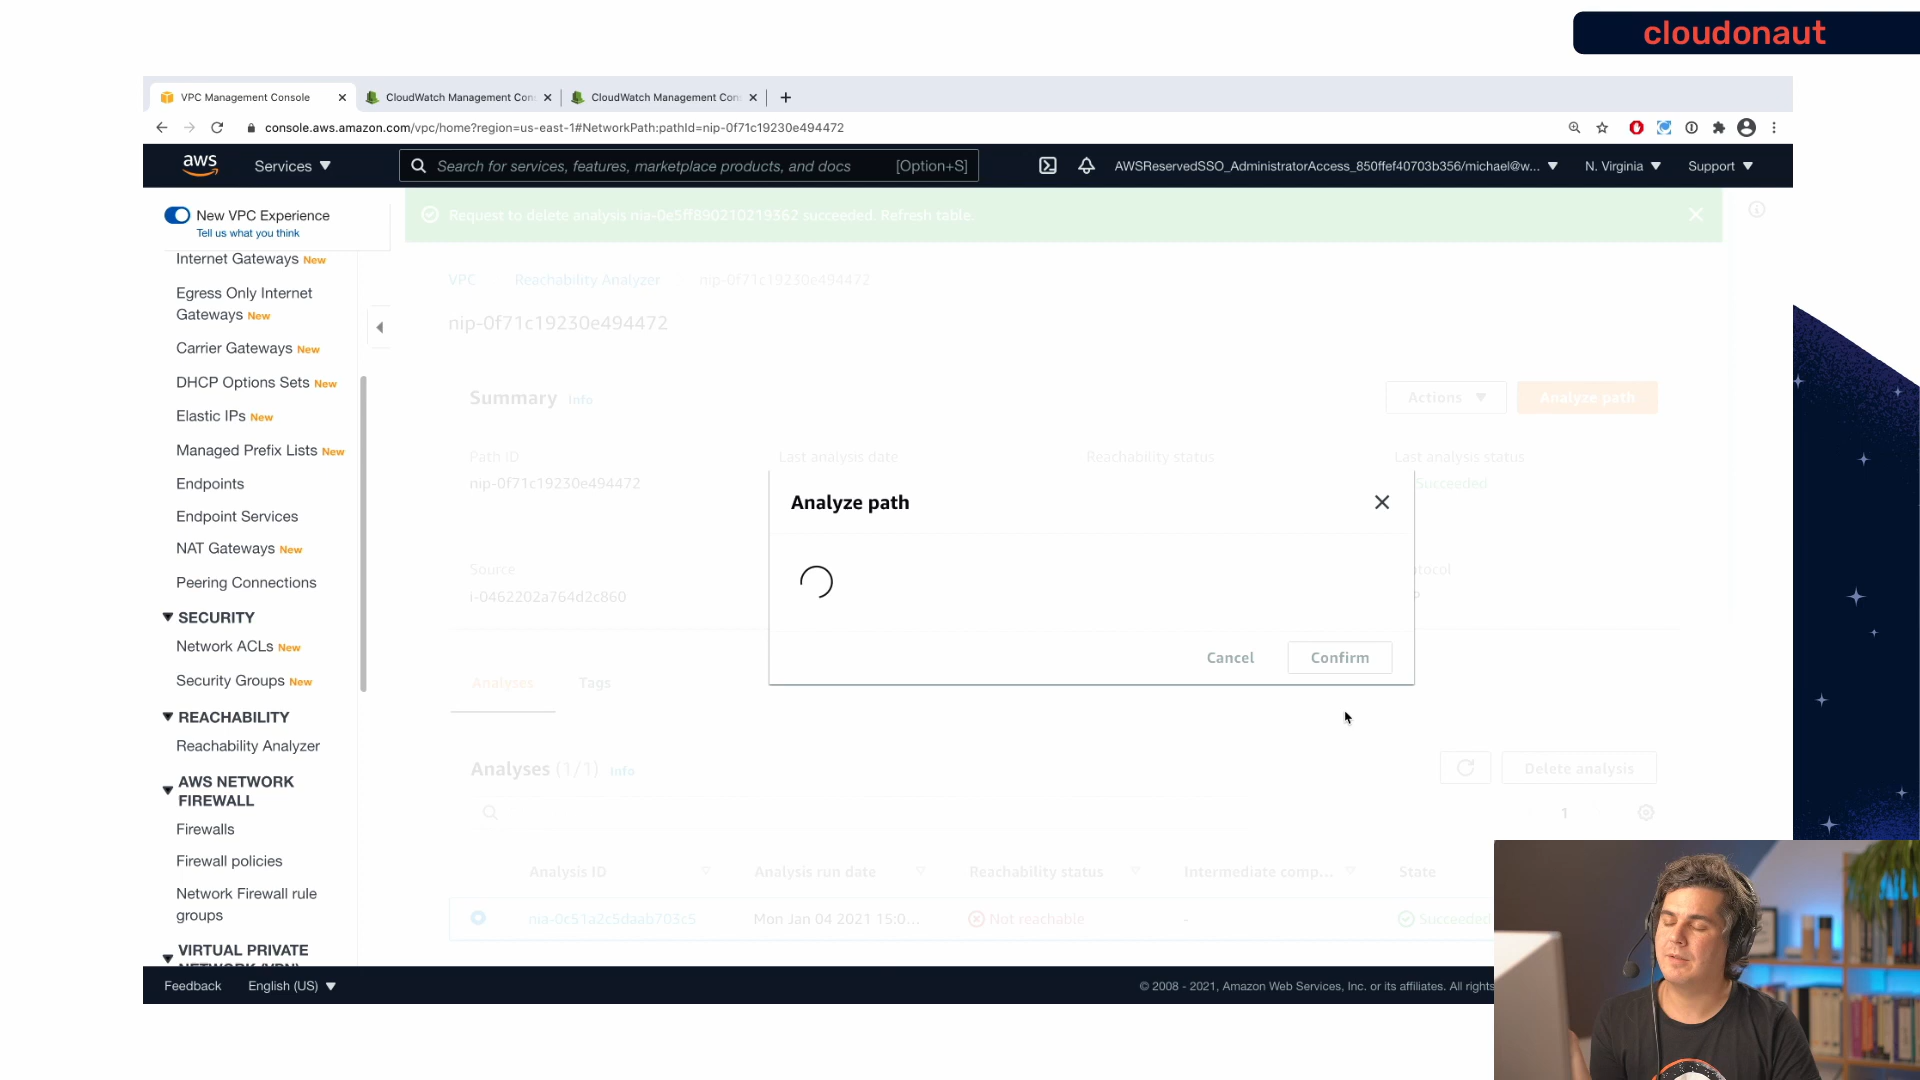 cloudonaut
VPC Management Console
CloudWatch Management Con
CloudWatch Management Con
console.aws.amazon.com/vpc/home?region=us-east-1#NetworkPath:pathId=nip-0f71c19230e494472
aws
Services
Search for services, features, marketplace products, and docs
[Option+S]
AWSReservedSSO_AdministratorAccess_850ffef40703b356/michael@w...
N. Virginia
Support
New VPC Experience
Tell us what you think
Request to delete analysis nia-0e5ff890210219362 succeeded. Refresh table.
Internet Gateways New
Egress Only Internet
Gateways New
Carrier Gateways New
DHCP Options Sets New
Elastic IPs New
Managed Prefix Lists New
Endpoints
Endpoint Services
NAT Gateways New
Peering Connections
SECURITY
Network ACLs New
Security Groups New
REACHABILITY
Reachability Analyzer
AWS NETWORK
FIREWALL
Firewalls
Firewall policies
Network Firewall rule
groups
VIRTUAL PRIVATE
NETWORK (VPN)
VPC
Reachability Analyzer
nip-0f71c19230e494472
nip-0f71c19230e494472
Summary Info
Actions
Analyze path
Path ID
Last analysis date
Reachability status
Last analysis status
nip-0f71c19230e494472
Succeeded
Analyze path
Source
i-0462202a764d2c860
Cancel
Confirm
Analyses
Tags
Analyses (1/1) Info
Delete analysis
1
Analysis ID
Analysis run date
Reachability status
Intermediate comp...
State
nia-0c51a2c5daab703c5
Mon Jan 04 2021 15:0...
Not reachable
-
Succeeded
Feedback
English (US)
© 2008 - 2021, Amazon Web Services, Inc. or its affiliates. All rights